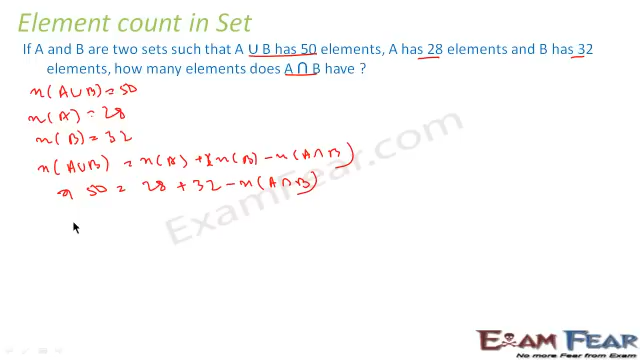 Element count in Set
If A and B are two sets such that A ∪ B has 50 elements, A has 28 elements and B has 32
elements, how many elements does A ∩ B have ?
n(A∪B) = 50
n(A) = 28
n(B) = 32
n(A∪B) = n(A) + n(B) - n(A∩B)
⇒ 50 = 28 + 32 - n(A∩B)
ExamFear.com
EXAM FEAR
No more Fear from Exam